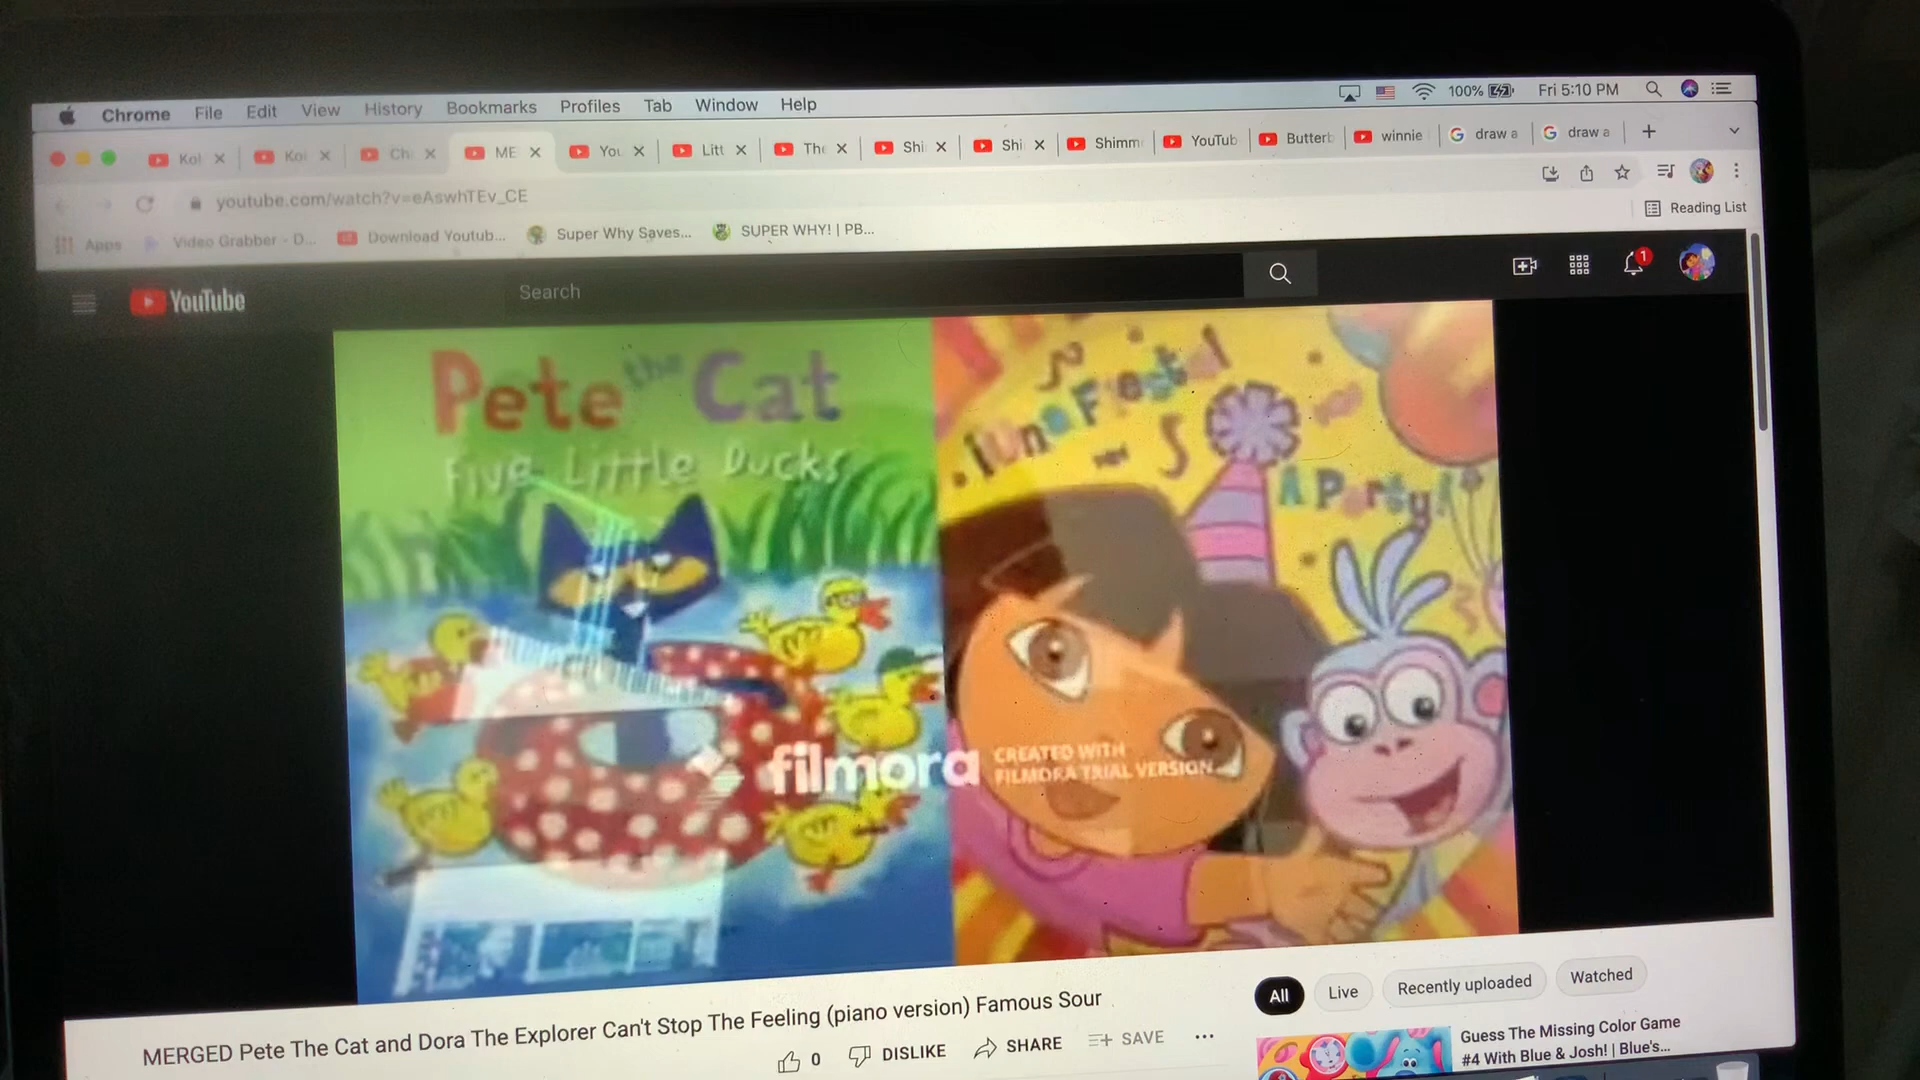 Chrome File Edit View History Bookmarks Profiles Tab Window Help
100% Fri 5:10 PM
Kol Koi Ch ME You Litt The Shi Shi Shimm YouTub Butterb winnie draw a draw a
youtube.com/watch?v=eAswhTEv_CE
Apps Video Grabber - D... Download Youtub... Super Why Saves... SUPER WHY! | PB...
Reading List
YouTube
Search
1
Pete the Cat
Five Little Ducks
¡Una Fiesta!
A Party!
filmora CREATED WITH
FILMORA TRIAL VERSION
MERGED Pete The Cat and Dora The Explorer Can't Stop The Feeling (piano version) Famous Sour
0 DISLIKE SHARE SAVE
All Live Recently uploaded Watched
Guess The Missing Color Game
#4 With Blue & Josh! | Blue's...